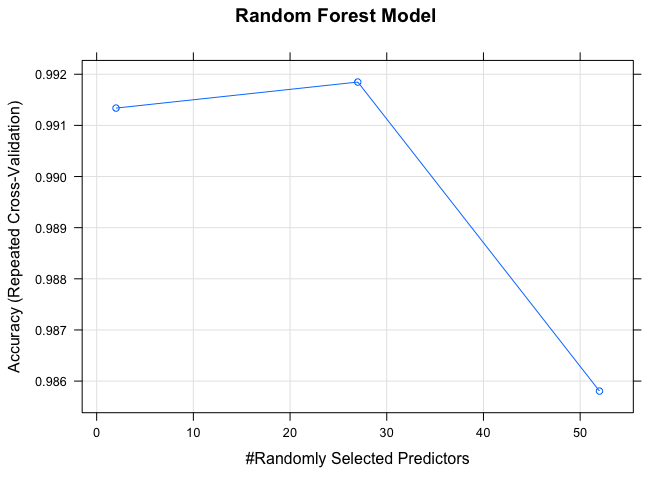 Random Forest Model
Accuracy (Repeated Cross-Validation)
0.992
0.991
0.990
0.989
0.988
0.987
0.986
0 10 20 30 40 50
#Randomly Selected Predictors